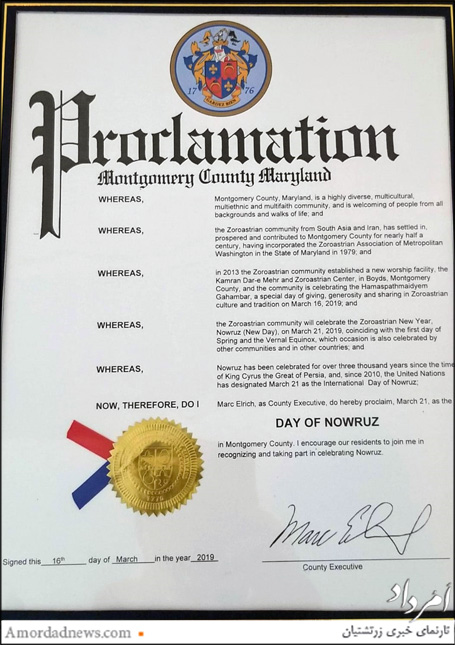 17 76
GARDEZ BIEN
Proclamation
Montgomery County Maryland
WHEREAS, Montgomery County, Maryland, is a highly diverse, multicultural,
multiethnic and multifaith community, and is welcoming of people from all
backgrounds and walks of life; and
WHEREAS, the Zoroastrian community from South Asia and Iran, has settled in,
prospered and contributed to Montgomery County for nearly half a
century, having incorporated the Zoroastrian Association of Metropolitan
Washington in the State of Maryland in 1979; and
WHEREAS, in 2013 the Zoroastrian community established a new worship facility, the
Kamran Dar-e Mehr and Zoroastrian Center, in Boyds, Montgomery
County, and the community is celebrating the Hamaspathmaidyem
Gahambar, a special day of giving, generosity and sharing in Zoroastrian
culture and tradition on March 16, 2019; and
WHEREAS, the Zoroastrian community will celebrate the Zoroastrian New Year,
Nowruz (New Day), on March 21, 2019, coinciding with the first day of
Spring and the Vernal Equinox, which occasion is also celebrated by
other communities and in other countries; and
WHEREAS, Nowruz has been celebrated for over three thousand years since the time
of King Cyrus the Great of Persia, and, since 2010, the United Nations
has designated March 21 as the International Day of Nowruz;
NOW, THEREFORE, DO I Marc Elrich, as County Executive, do hereby proclaim, March 21, as the
DAY OF NOWRUZ
in Montgomery County. I encourage our residents to join me in
recognizing and taking part in celebrating Nowruz.
Signed this 16th day of March in the year 2019
County Executive
امرداد
Amordadnews.com
تارنمای خبری زرتشتیان